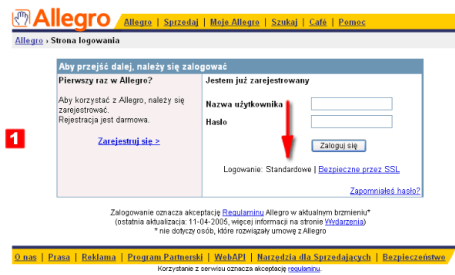 Allegro
Allegro | Sprzedaj | Moje Allegro | Szukaj | Café | Pomoc
Allegro › Strona logowania
Aby przejść dalej, należy się zalogować
Pierwszy raz w Allegro?
Aby korzystać z Allegro, należy się
zarejestrować.
Rejestracja jest darmowa.
Zarejestruj się >
Jestem już zarejestrowany
Nazwa użytkownika
Hasło
Zaloguj się
Logowanie: Standardowe | Bezpieczne przez SSL
Zapomniałeś hasło?
1
Zalogowanie oznacza akceptację Regulaminu Allegro w aktualnym brzmieniu*
(ostatnia aktualizacja: 11-04-2005, więcej informacji na stronie Wydarzenia)
* nie dotyczy osób, które rozwiązały umowę z Allegro
O nas | Prasa | Reklama | Program Partnerski | WebAPI | Narzędzia dla Sprzedających | Bezpieczeństwo
Korzystanie z serwisu oznacza akceptację regulaminu.